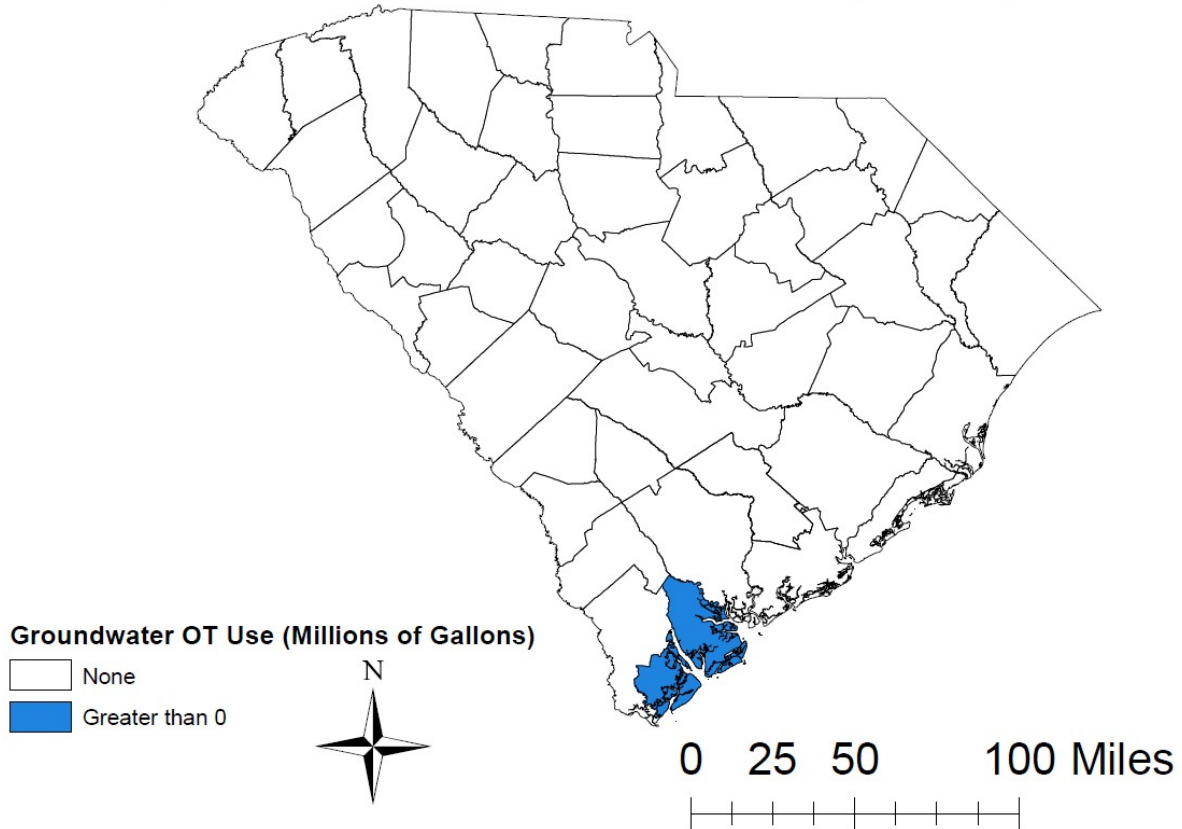 Groundwater OT Use (Millions of Gallons)
None
Greater than 0
N
0 25 50 100 Miles